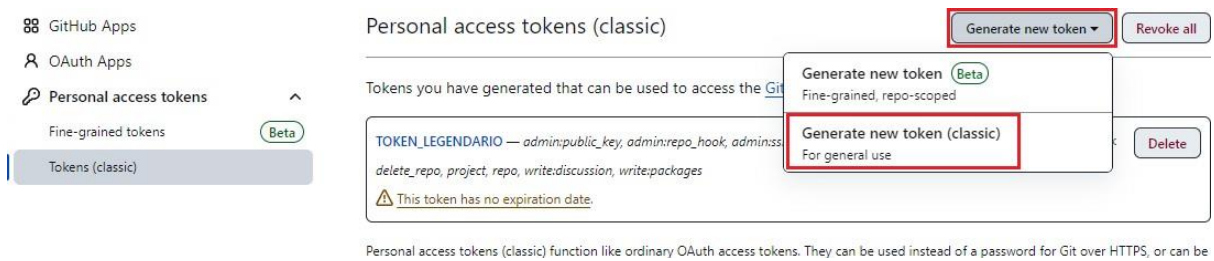 GitHub Apps
OAuth Apps
Personal access tokens
Fine-grained tokens Beta
Tokens (classic)
Personal access tokens (classic)
Generate new token
Revoke all
Tokens you have generated that can be used to access the Git
Generate new token Beta
Fine-grained, repo-scoped
Generate new token (classic)
For general use
TOKEN_LEGENDARIO — admin:public_key, admin:repo_hook, admin:ss
Delete
delete_repo, project, repo, write:discussion, write:packages
This token has no expiration date.
Personal access tokens (classic) function like ordinary OAuth access tokens. They can be used instead of a password for Git over HTTPS, or can be